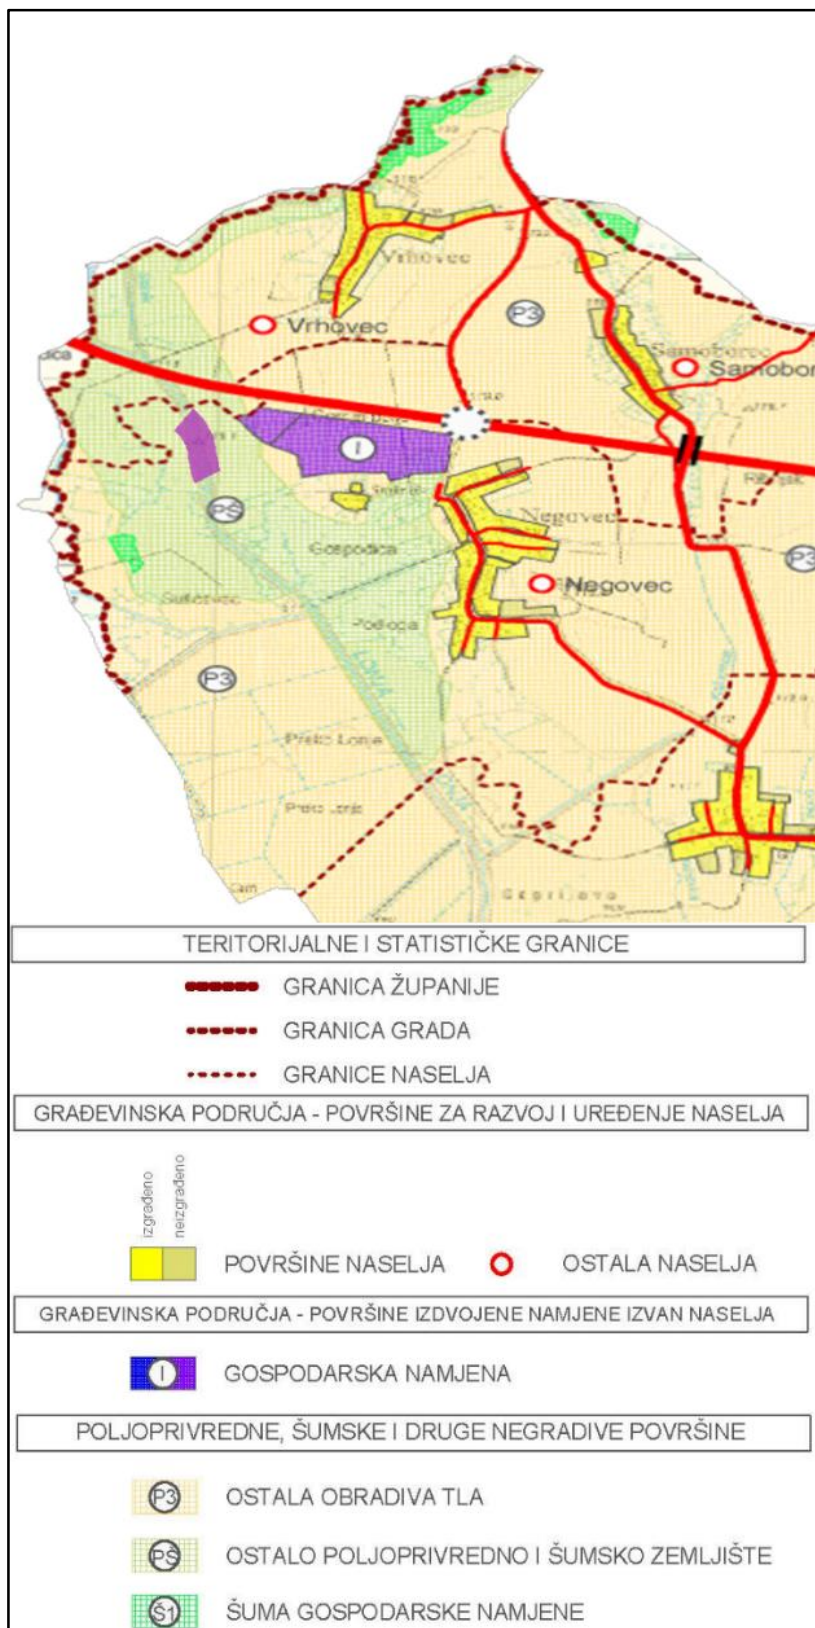 Vrhovec
Vrhovec
P3
Samoborec
Samobor
I
Negovec
PŠ
Gospodica
Negovec
P3
P3
LONJA
Preko Lonje
Preko Lonje
TERITORIJALNE I STATISTIČKE GRANICE
GRANICA ŽUPANIJE
GRANICA GRADA
GRANICE NASELJA
GRAĐEVINSKA PODRUČJA - POVRŠINE ZA RAZVOJ I UREĐENJE NASELJA
izgrađeno
neizgrađeno
POVRŠINE NASELJA
OSTALA NASELJA
GRAĐEVINSKA PODRUČJA - POVRŠINE IZDVOJENE NAMJENE IZVAN NASELJA
I GOSPODARSKA NAMJENA
POLJOPRIVREDNE, ŠUMSKE I DRUGE NEGRADIVE POVRŠINE
P3 OSTALA OBRADIVA TLA
PŠ OSTALO POLJOPRIVREDNO I ŠUMSKO ZEMLJIŠTE
Š1 ŠUMA GOSPODARSKE NAMJENE